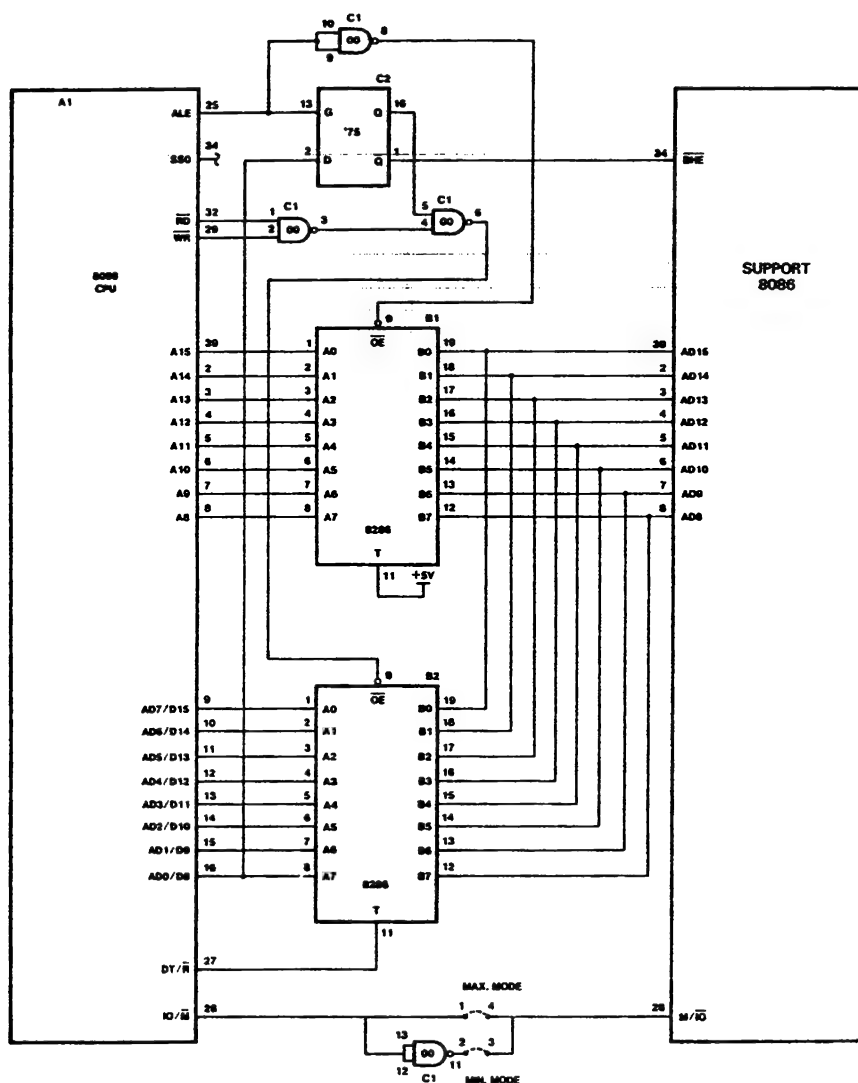 C1
10
8
00
9
A1
C2
ALE
25
13
G
Q
16
'75
SS0
34
2
D
Q̅
1
34
B̅H̅E̅
C1
5
C1
R̅D̅
32
1
00
3
4
00
6
W̅R̅
29
2
8088
CPU
SUPPORT
8086
9
B1
O̅E̅
A15
39
1
A0
B0
19
39
AD15
A14
2
2
A1
B1
18
2
AD14
A13
3
3
A2
B2
17
3
AD13
A12
4
4
A3
B3
16
4
AD12
A11
5
5
A4
B4
15
5
AD11
A10
6
6
A5
B5
14
6
AD10
A9
7
7
A6
B6
13
7
AD9
A8
8
8
A7
B7
12
8
AD8
8286
T
11
+5V
9
B2
O̅E̅
AD7/D15
9
1
A0
B0
19
AD6/D14
10
2
A1
B1
18
AD5/D13
11
3
A2
B2
17
AD4/D12
12
4
A3
B3
16
AD3/D11
13
5
A4
B4
15
AD2/D10
14
6
A5
B5
14
AD1/D9
15
7
A6
B6
13
AD0/D8
16
8
A7
B7
12
8286
T
11
DT/R̅
27
MAX. MODE
IO/M̅
28
1
4
28
M/I̅O̅
13
00
2
3
12
11
C1
MIN. MODE